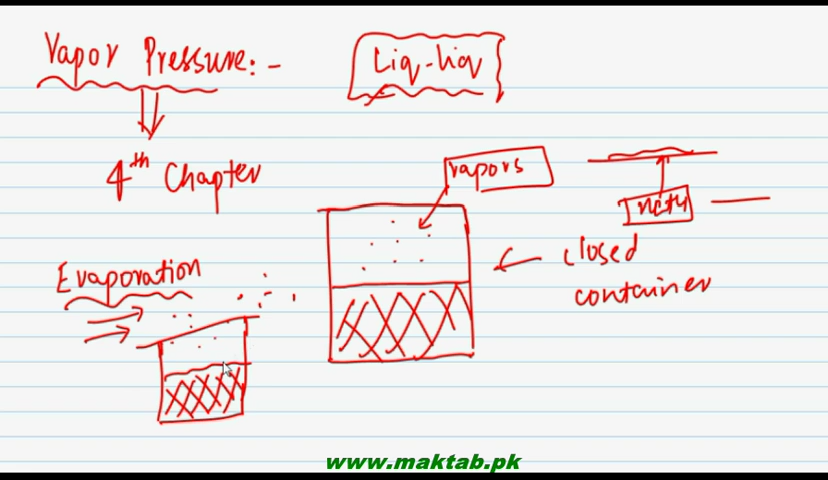 Vapor Pressure:-
Liq-Liq
4th Chapter
vapors
closed
container
Evaporation
www.maktab.pk